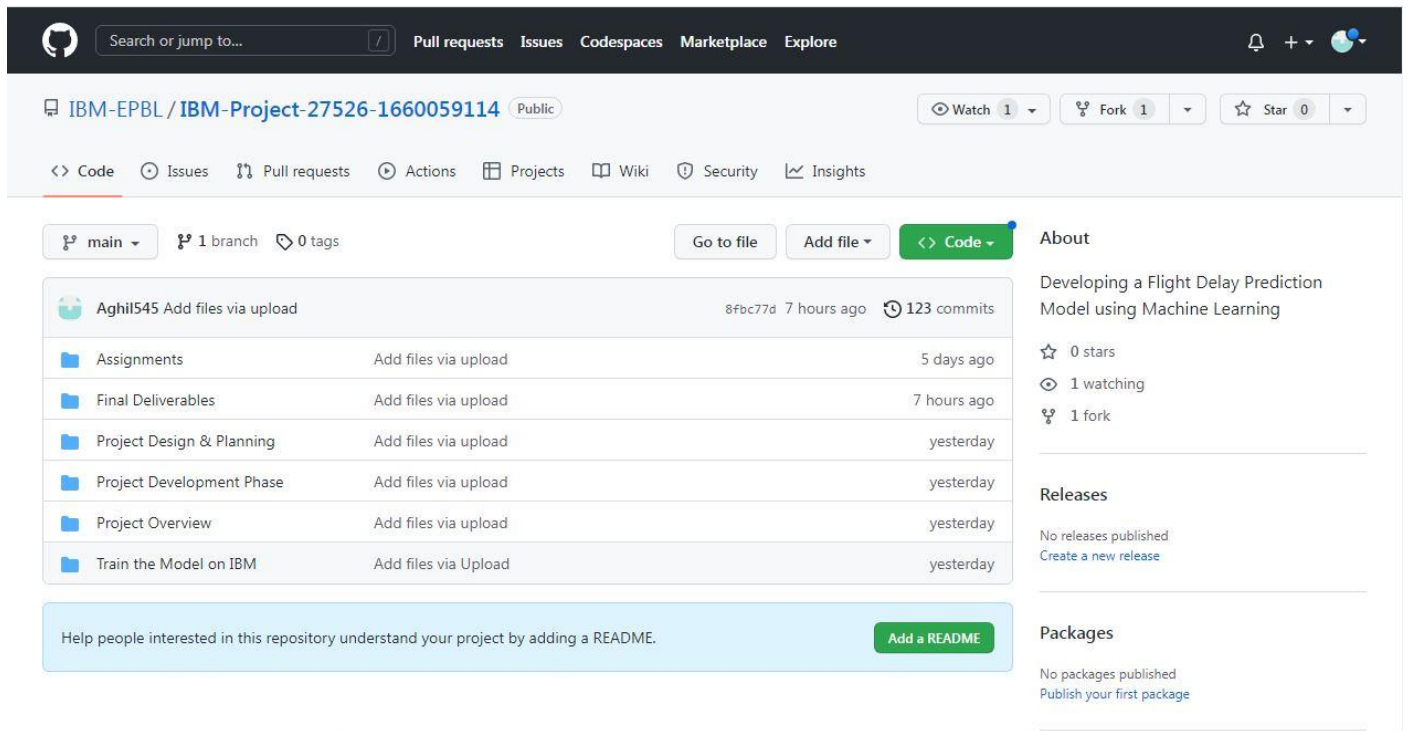 Search or jump to... / Pull requests Issues Codespaces Marketplace Explore
IBM-EPBL / IBM-Project-27526-1660059114 Public Watch 1 Fork 1 Star 0
Code Issues Pull requests Actions Projects Wiki Security Insights
main 1 branch 0 tags Go to file Add file Code
Aghil545 Add files via upload 8fbc77d 7 hours ago 123 commits
Assignments Add files via upload 5 days ago
Final Deliverables Add files via upload 7 hours ago
Project Design & Planning Add files via upload yesterday
Project Development Phase Add files via upload yesterday
Project Overview Add files via upload yesterday
Train the Model on IBM Add files via Upload yesterday
Help people interested in this repository understand your project by adding a README. Add a README
About
Developing a Flight Delay Prediction
Model using Machine Learning
0 stars
1 watching
1 fork
Releases
No releases published
Create a new release
Packages
No packages published
Publish your first package